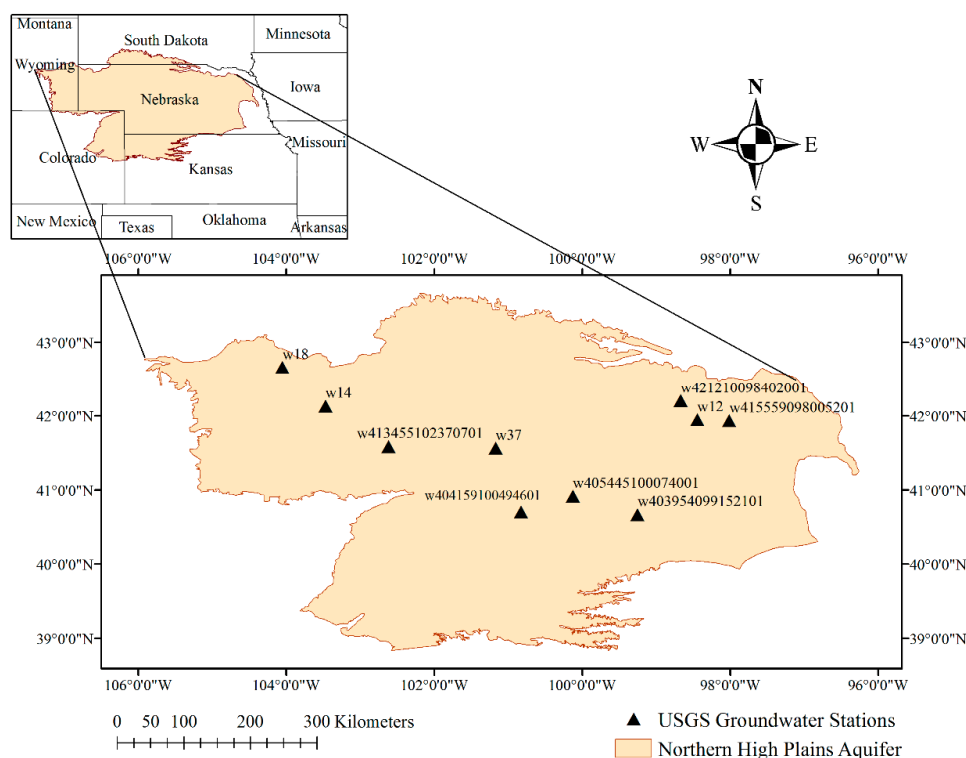 Montana
South Dakota
Minnesota
Wyoming
Iowa
Nebraska
Missouri
Colorado
Kansas
New Mexico
Texas
Oklahoma
Arkansas
N
W
E
S
106°0'0"W
104°0'0"W
102°0'0"W
100°0'0"W
98°0'0"W
96°0'0"W
43°0'0"N
43°0'0"N
w18
w14
w421210098402001
w12
w415559098005201
42°0'0"N
42°0'0"N
w413455102370701
w37
41°0'0"N
41°0'0"N
w404159100494601
w405445100074001
w403954099152101
40°0'0"N
40°0'0"N
39°0'0"N
39°0'0"N
106°0'0"W
104°0'0"W
102°0'0"W
100°0'0"W
98°0'0"W
96°0'0"W
0 50 100 200 300 Kilometers
USGS Groundwater Stations
Northern High Plains Aquifer